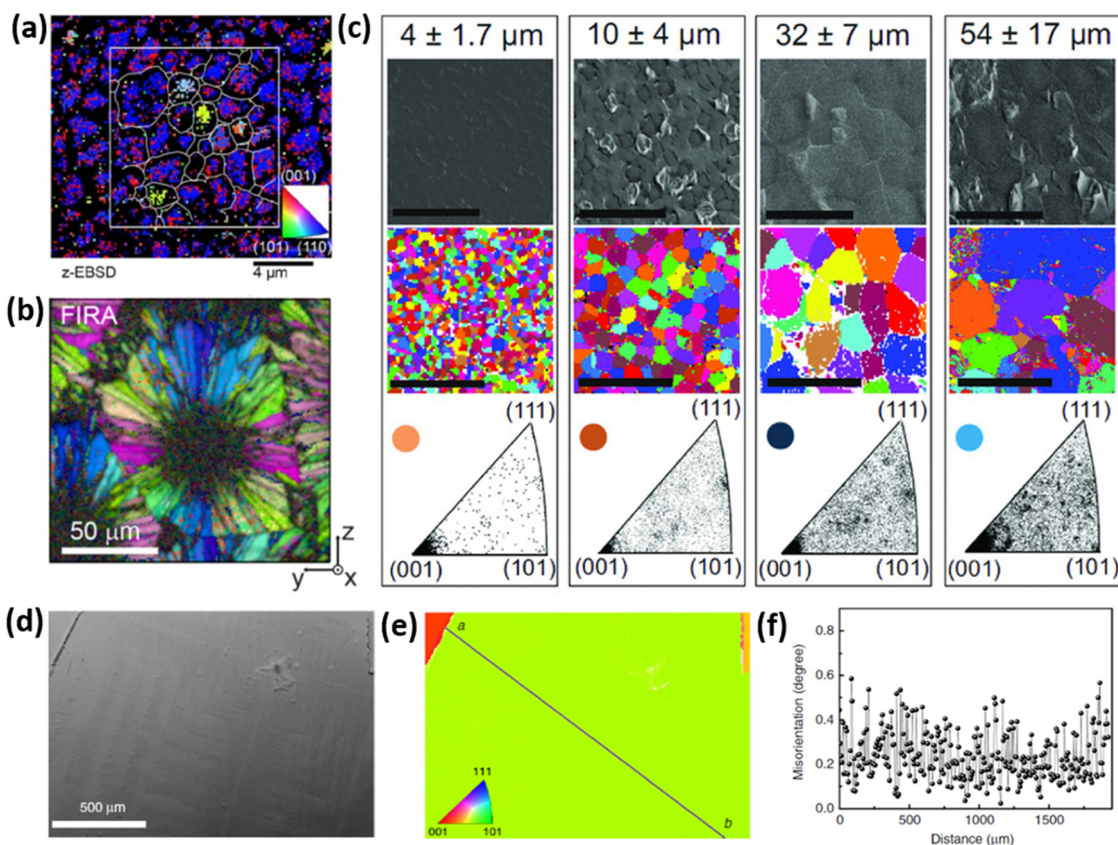 (a)
(001)
(101) (110)
z-EBSD
4 µm
(b)
FIRA
50 µm
z
y
x
(c)
4 ± 1.7 µm
10 ± 4 µm
32 ± 7 µm
54 ± 17 µm
(111)
(111)
(111)
(111)
(001)
(101)
(001)
(101)
(001)
(101)
(001)
(101)
(d)
500 µm
(e)
a
111
001
101
b
(f)
Misorientation (degree)
0.8
0.6
0.4
0.2
0.0
0
500
1000
1500
Distance (µm)